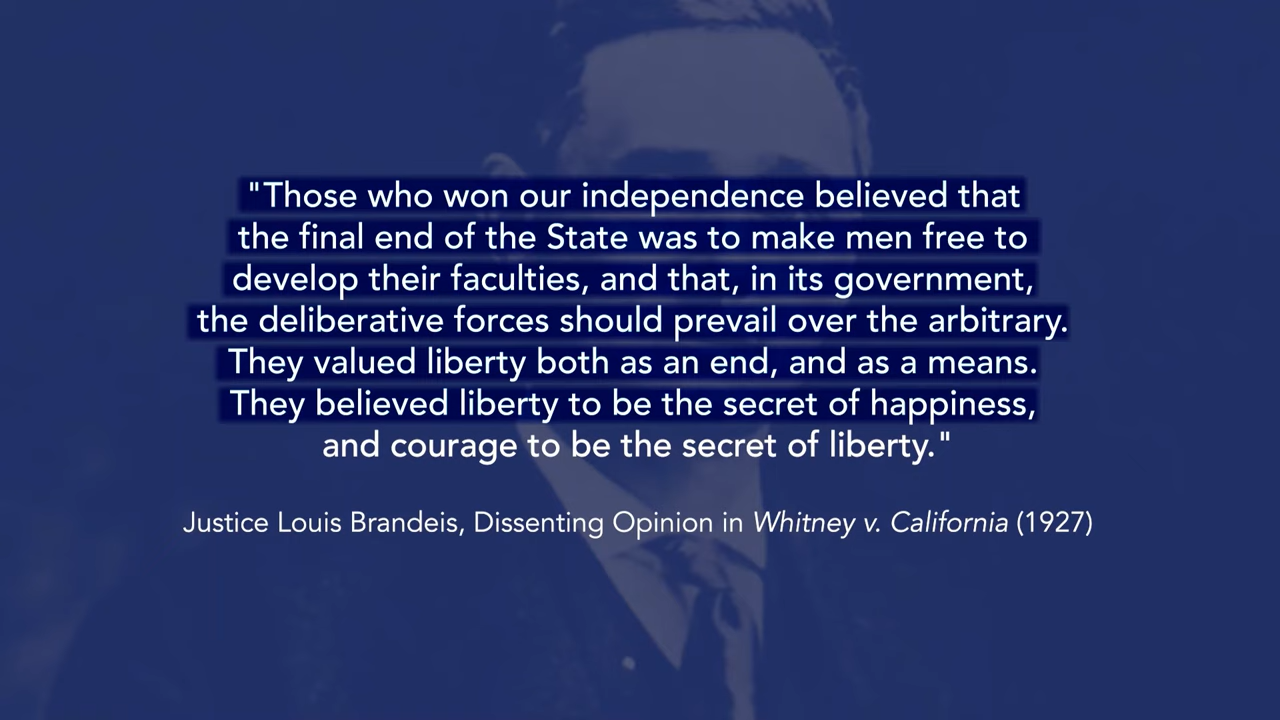 "Those who won our independence believed that
the final end of the State was to make men free to
develop their faculties, and that, in its government,
the deliberative forces should prevail over the arbitrary.
They valued liberty both as an end, and as a means.
They believed liberty to be the secret of happiness,
and courage to be the secret of liberty."
Justice Louis Brandeis, Dissenting Opinion in Whitney v. California (1927)